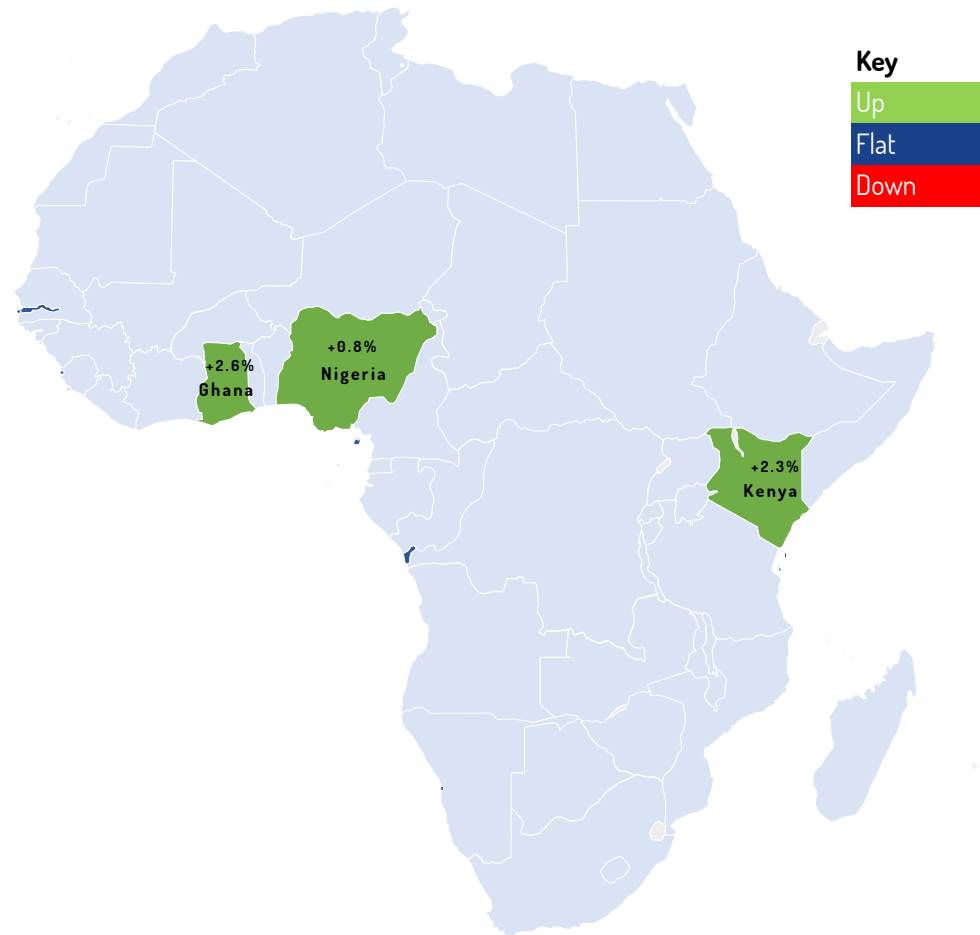 Key
Up
Flat
Down
+0.8%
Nigeria
+2.6%
Ghana
+2.3%
Kenya